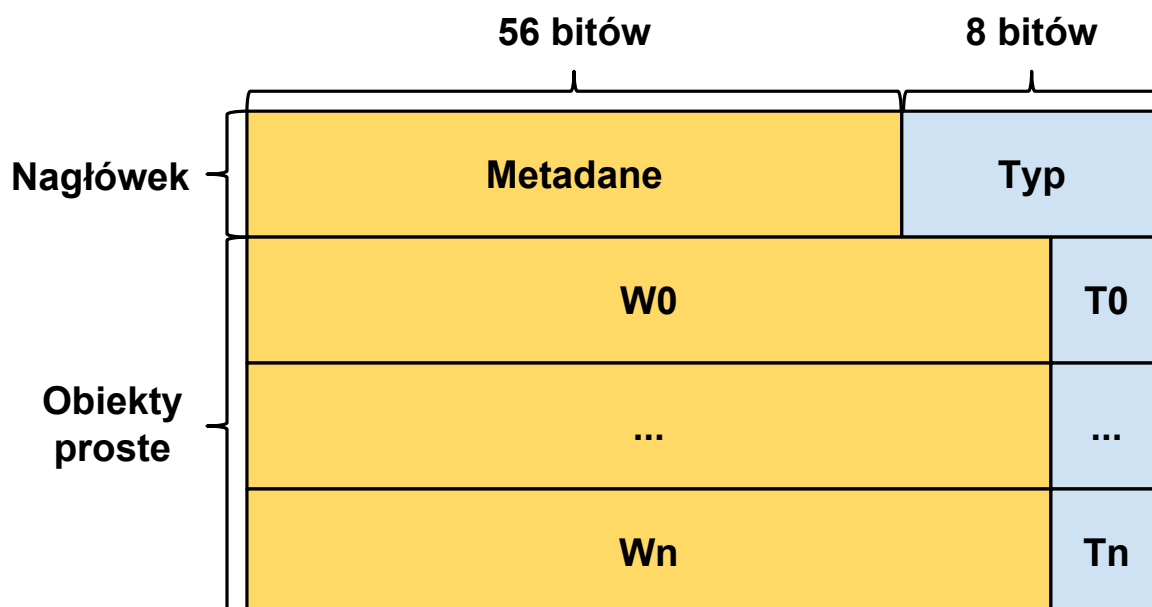 56 bitów
8 bitów
Nagłówek
Metadane
Typ
W0
T0
Obiekty
proste
...
...
Wn
Tn